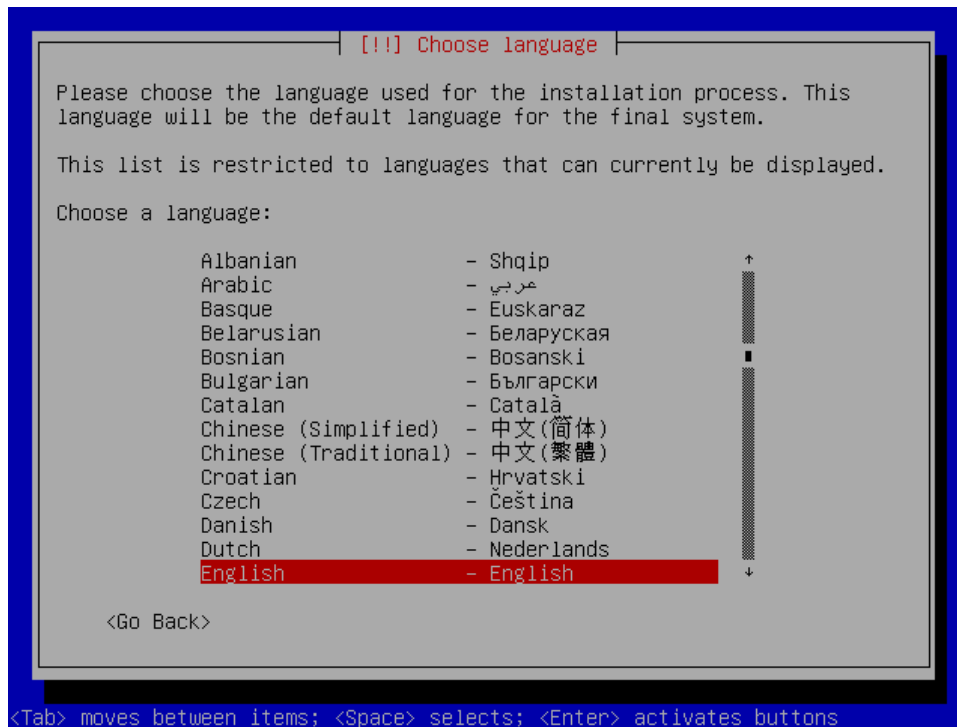 [!!] Choose language
Please choose the language used for the installation process. This
language will be the default language for the final system.
This list is restricted to languages that can currently be displayed.
Choose a language:
Albanian - Shqip
Arabic - عربي
Basque - Euskaraz
Belarusian - Беларуская
Bosnian - Bosanski
Bulgarian - Български
Catalan - Català
Chinese (Simplified) - 中文(简体)
Chinese (Traditional) - 中文(繁體)
Croatian - Hrvatski
Czech - Čeština
Danish - Dansk
Dutch - Nederlands
English - English
<Go Back>
<Tab> moves between items; <Space> selects; <Enter> activates buttons